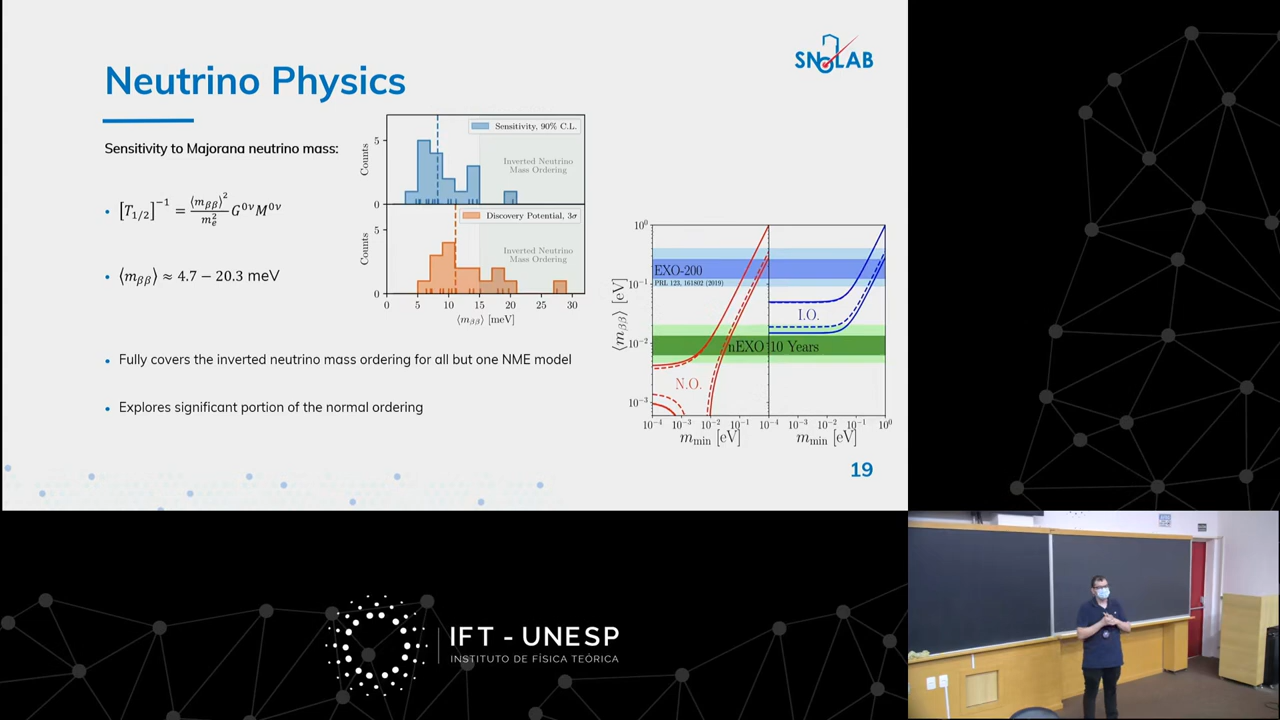 SNOLAB
Neutrino Physics
Sensitivity to Majorana neutrino mass:
• [T₁/₂]⁻¹ = ⟨mββ⟩² / mₑ² G⁰ᵛM⁰ᵛ
• ⟨mββ⟩ ≈ 4.7 − 20.3 meV
Sensitivity, 90% C.L.
Inverted Neutrino
Mass Ordering
Counts
5
0
Discovery Potential, 3σ
Inverted Neutrino
Mass Ordering
Counts
5
0
0 5 10 15 20 25 30
⟨mββ⟩ [meV]
⟨mββ⟩ [eV]
10⁰
10⁻¹
10⁻²
10⁻³
EXO-200
PRL 123, 161802 (2019)
I.O.
nEXO 10 Years
N.O.
10⁻⁴ 10⁻³ 10⁻² 10⁻¹ 10⁻⁴ 10⁻³ 10⁻² 10⁻¹ 10⁰
mmin [eV] mmin [eV]
• Fully covers the inverted neutrino mass ordering for all but one NME model
• Explores significant portion of the normal ordering
19
IFT - UNESP
INSTITUTO DE FÍSICA TEÓRICA